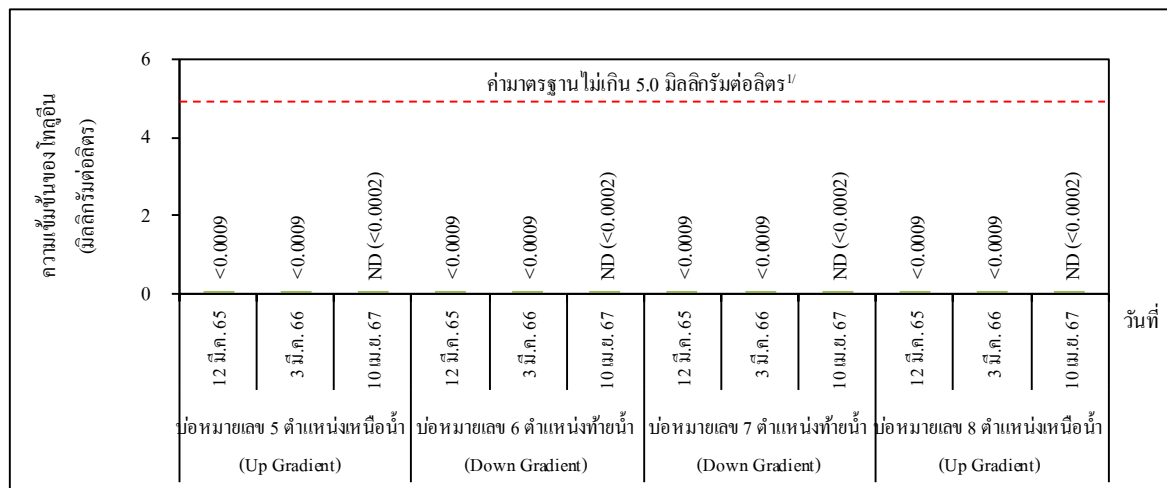 ความเข้มข้นของโทลูอีน
(มิลลิกรัมต่อลิตร)
6
4
2
0
ค่ามาตรฐานไม่เกิน 5.0 มิลลิกรัมต่อลิตร1/
<0.0009
<0.0009
ND (<0.0002)
<0.0009
<0.0009
ND (<0.0002)
<0.0009
<0.0009
ND (<0.0002)
<0.0009
<0.0009
ND (<0.0002)
12 มี.ค. 65
3 มี.ค. 66
10 เม.ย. 67
12 มี.ค. 65
3 มี.ค. 66
10 เม.ย. 67
12 มี.ค. 65
3 มี.ค. 66
10 เม.ย. 67
12 มี.ค. 65
3 มี.ค. 66
10 เม.ย. 67
วันที่
บ่อหมายเลข 5 ตำแหน่งเหนือน้ำ
(Up Gradient)
บ่อหมายเลข 6 ตำแหน่งท้ายน้ำ
(Down Gradient)
บ่อหมายเลข 7 ตำแหน่งท้ายน้ำ
(Down Gradient)
บ่อหมายเลข 8 ตำแหน่งเหนือน้ำ
(Up Gradient)